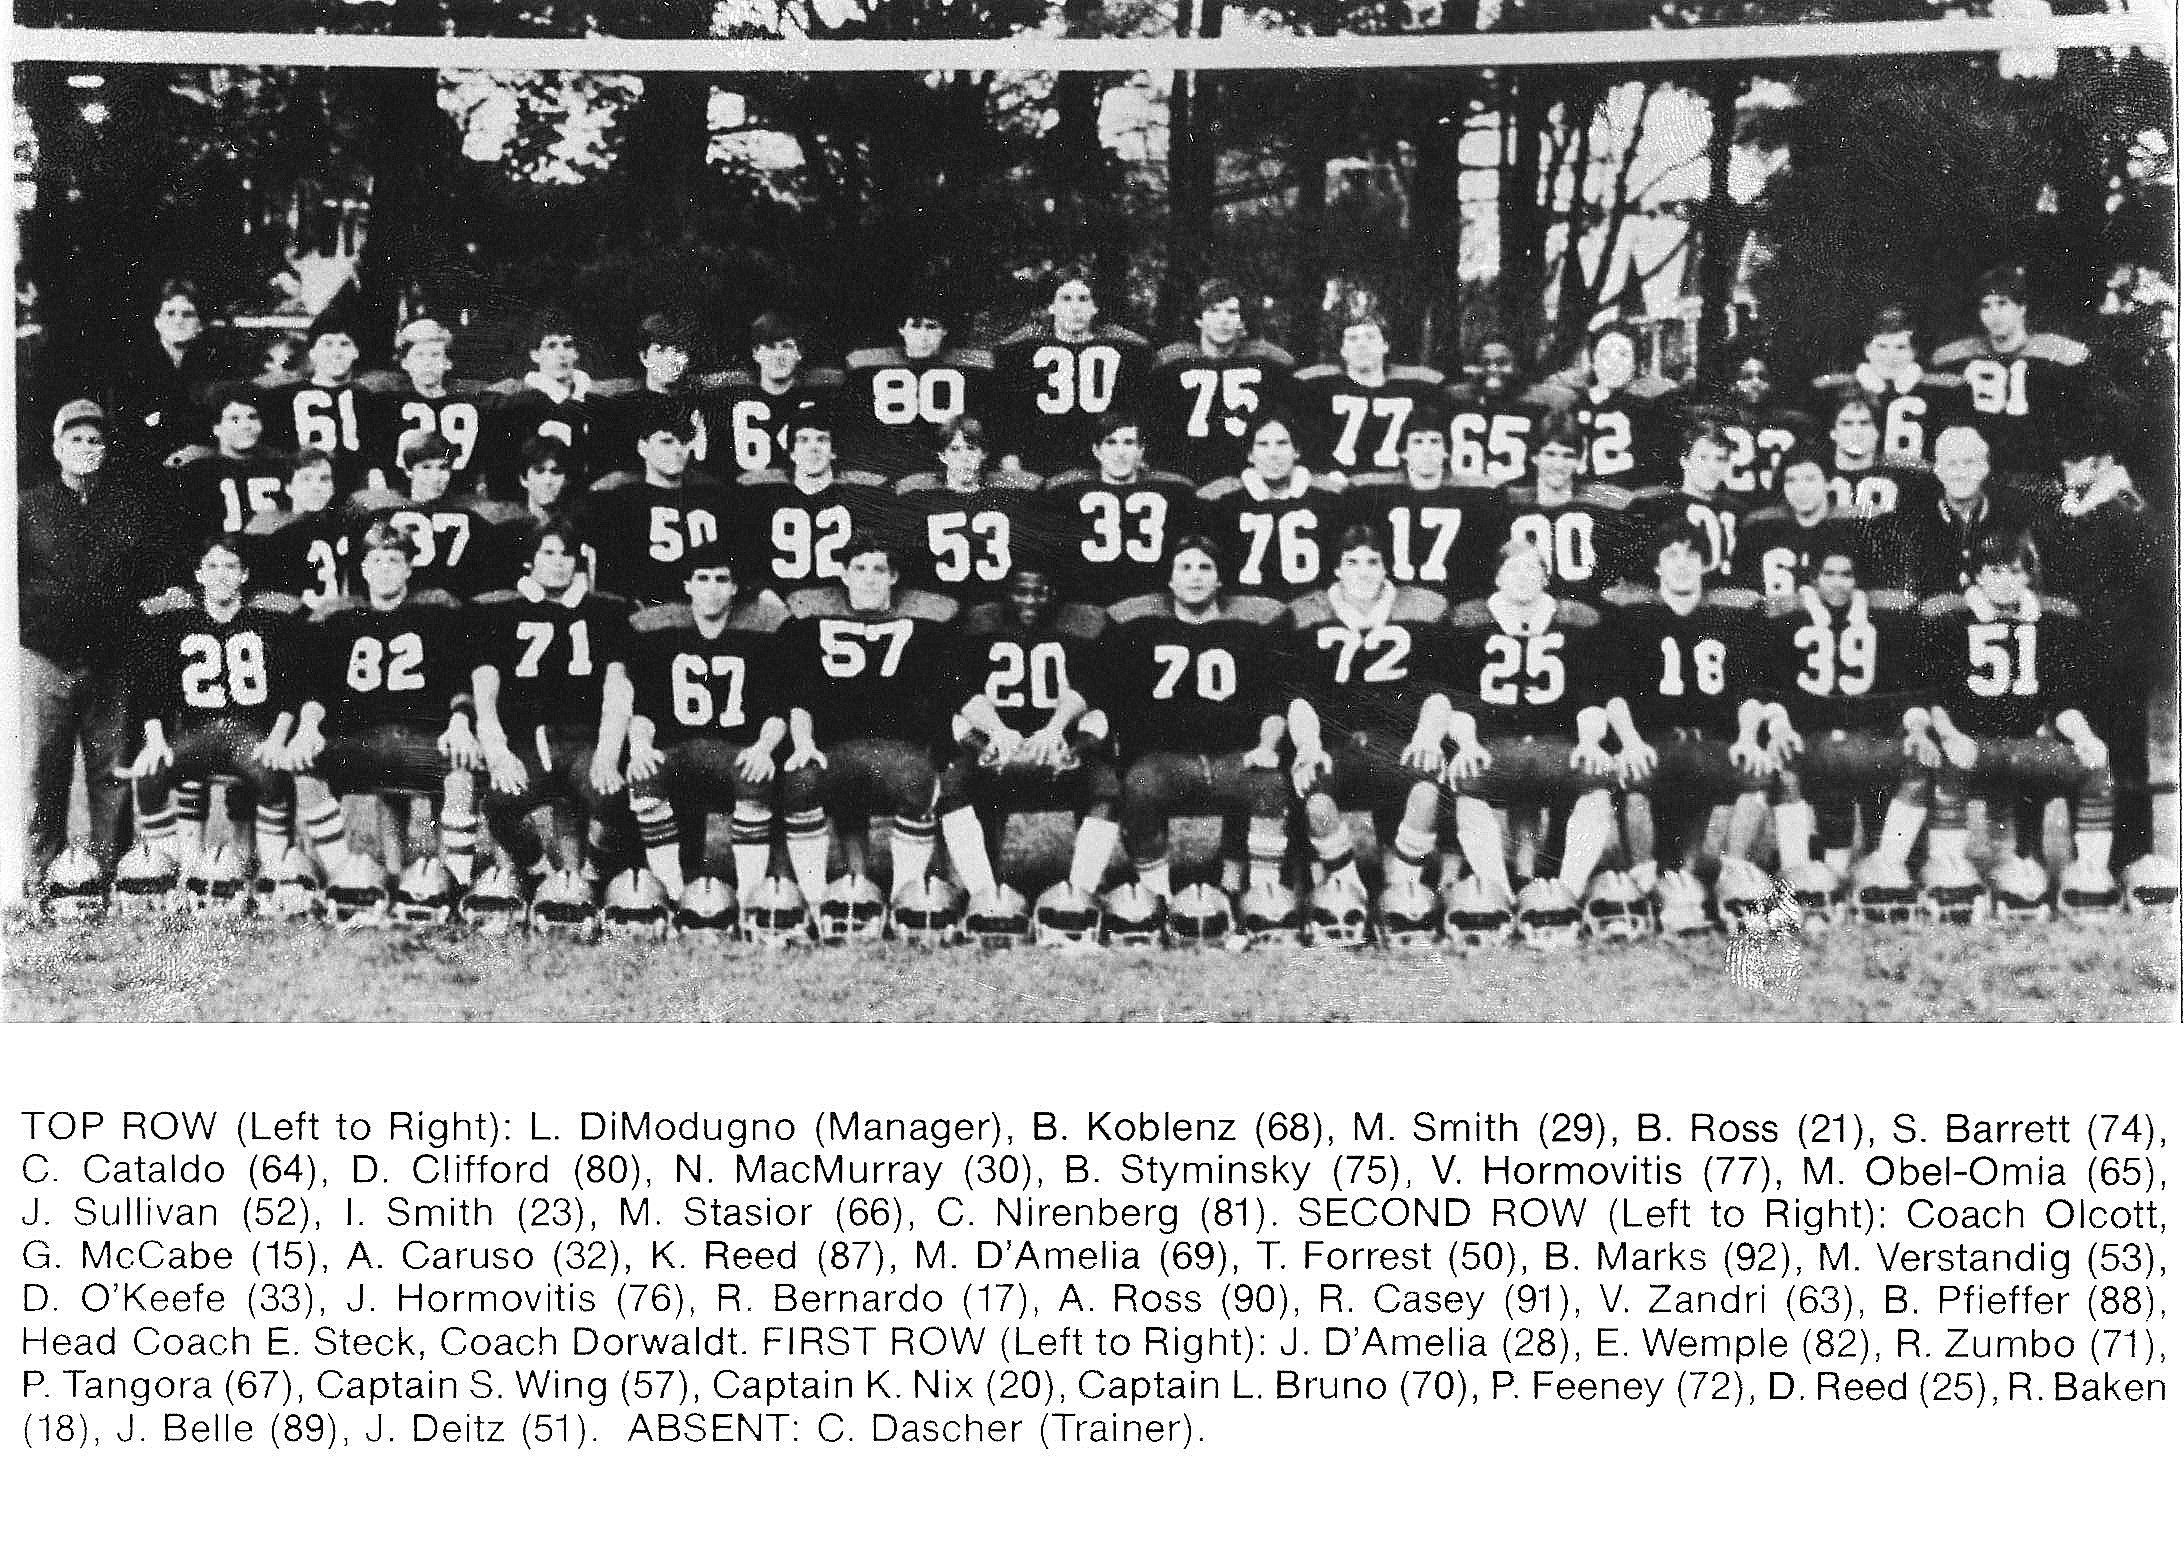 61 29 64 80 30 75 77 65 52 23 6 81
15 37 50 92 53 33 76 17 90
28 82 71 67 57 20 70 72 25 18 39 51
TOP ROW (Left to Right): L. DiModugno (Manager), B. Koblenz (68), M. Smith (29), B. Ross (21), S. Barrett (74),
C. Cataldo (64), D. Clifford (80), N. MacMurray (30), B. Styminsky (75), V. Hormovitis (77), M. Obel-Omia (65),
J. Sullivan (52), I. Smith (23), M. Stasior (66), C. Nirenberg (81). SECOND ROW (Left to Right): Coach Olcott,
G. McCabe (15), A. Caruso (32), K. Reed (87), M. D'Amelia (69), T. Forrest (50), B. Marks (92), M. Verstandig (53),
D. O'Keefe (33), J. Hormovitis (76), R. Bernardo (17), A. Ross (90), R. Casey (91), V. Zandri (63), B. Pfieffer (88),
Head Coach E. Steck, Coach Dorwaldt. FIRST ROW (Left to Right): J. D'Amelia (28), E. Wemple (82), R. Zumbo (71),
P. Tangora (67), Captain S. Wing (57), Captain K. Nix (20), Captain L. Bruno (70), P. Feeney (72), D. Reed (25), R. Baken
(18), J. Belle (89), J. Deitz (51). ABSENT: C. Dascher (Trainer).